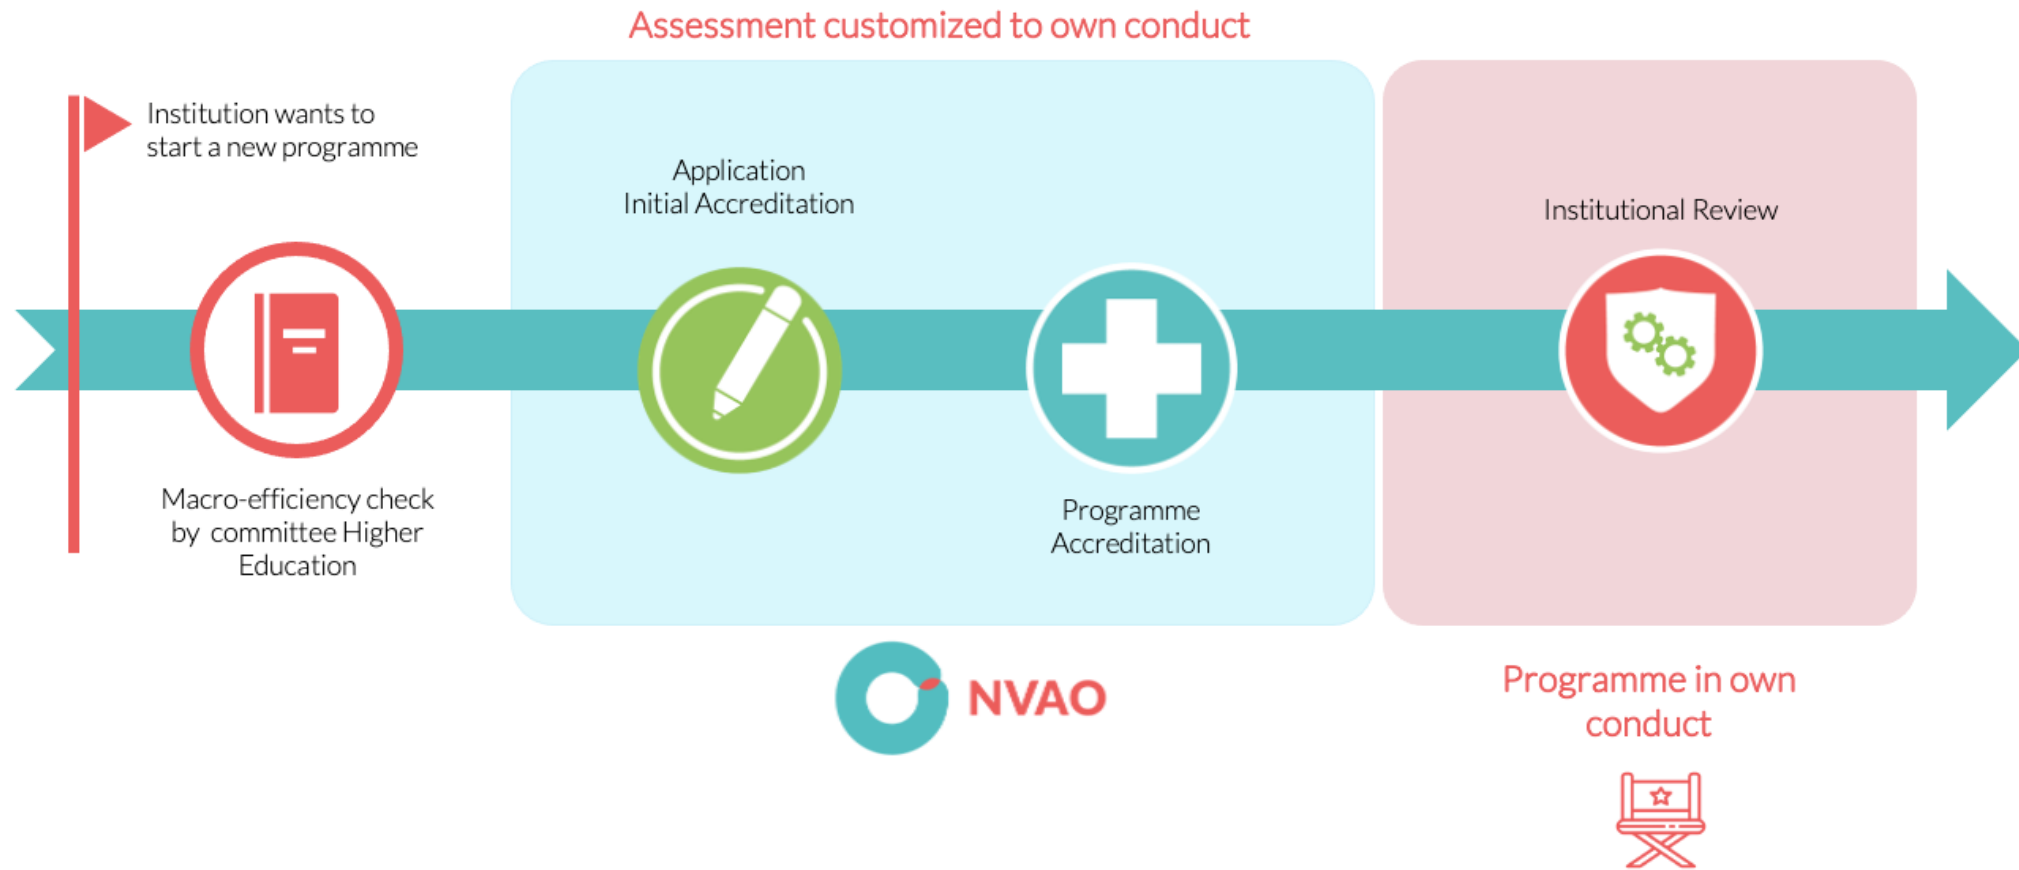 Assessment customized to own conduct
Institution wants to
start a new programme
Macro-efficiency check
by committee Higher
Education
Application
Initial Accreditation
Programme
Accreditation
Institutional Review
NVAO
Programme in own
conduct